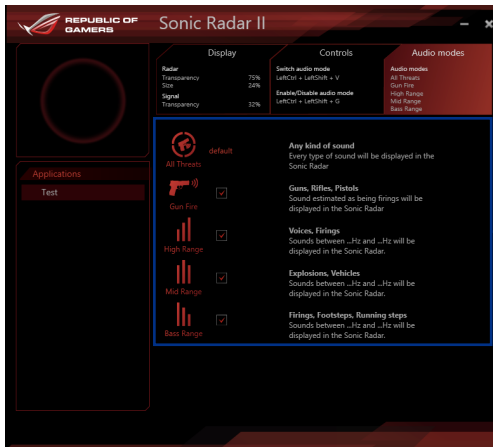 REPUBLIC OF
GAMERS
Sonic Radar II
Display
Radar
Transparency 75%
Size 24%
Signal
Transparency 32%
Controls
Switch audio mode
LeftCtrl + LeftShift + V
Enable/Disable audio mode
LeftCtrl + LeftShift + G
Audio modes
Audio modes
All Threats
Gun Fire
High Range
Mid Range
Bass Range
Applications
Test
All Threats
default
Any kind of sound
Every type of sound will be displayed in the
Sonic Radar
Gun Fire
Guns, Rifles, Pistols
Sound estimated as being firings will be
displayed in the Sonic Radar
High Range
Voices, Firings
Sounds between ...Hz and ...Hz will be
displayed in the Sonic Radar.
Mid Range
Explosions, Vehicles
Sounds between ...Hz and ...Hz will be
displayed in the Sonic Radar.
Bass Range
Firings, Footsteps, Running steps
Sounds between ...Hz and ...Hz will be
displayed in the Sonic Radar.